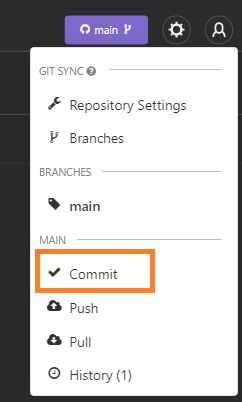 main
GIT SYNC
Repository Settings
Branches
BRANCHES
main
MAIN
Commit
Push
Pull
History (1)